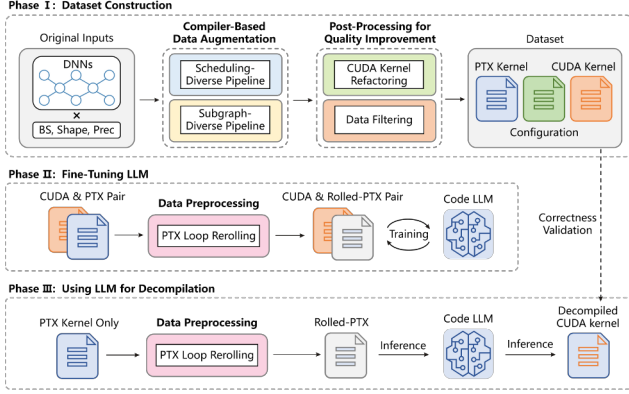 Phase Ⅰ: Dataset Construction
Original Inputs
DNNs
×
BS, Shape, Prec
Compiler-Based
Data Augmentation
Scheduling-
Diverse Pipeline
Subgraph-
Diverse Pipeline
Post-Processing for
Quality Improvement
CUDA Kernel
Refactoring
Data Filtering
Dataset
PTX Kernel
CUDA Kernel
Configuration
Phase Ⅱ: Fine-Tuning LLM
CUDA & PTX Pair
Data Preprocessing
PTX Loop Rerolling
CUDA & Rolled-PTX Pair
Training
Code LLM
Correctness
Validation
Phase Ⅲ: Using LLM for Decompilation
PTX Kernel Only
Data Preprocessing
PTX Loop Rerolling
Rolled-PTX
Inference
Code LLM
Inference
Decompiled
CUDA kernel